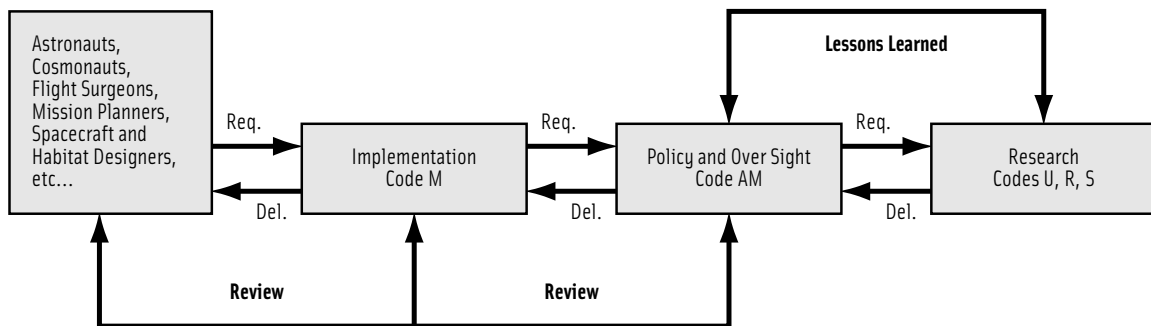 Lessons Learned
Astronauts,
Cosmonauts,
Flight Surgeons,
Mission Planners,
Spacecraft and
Habitat Designers,
etc...
Req.
Del.
Implementation
Code M
Req.
Del.
Policy and Over Sight
Code AM
Req.
Del.
Research
Codes U, R, S
Review
Review